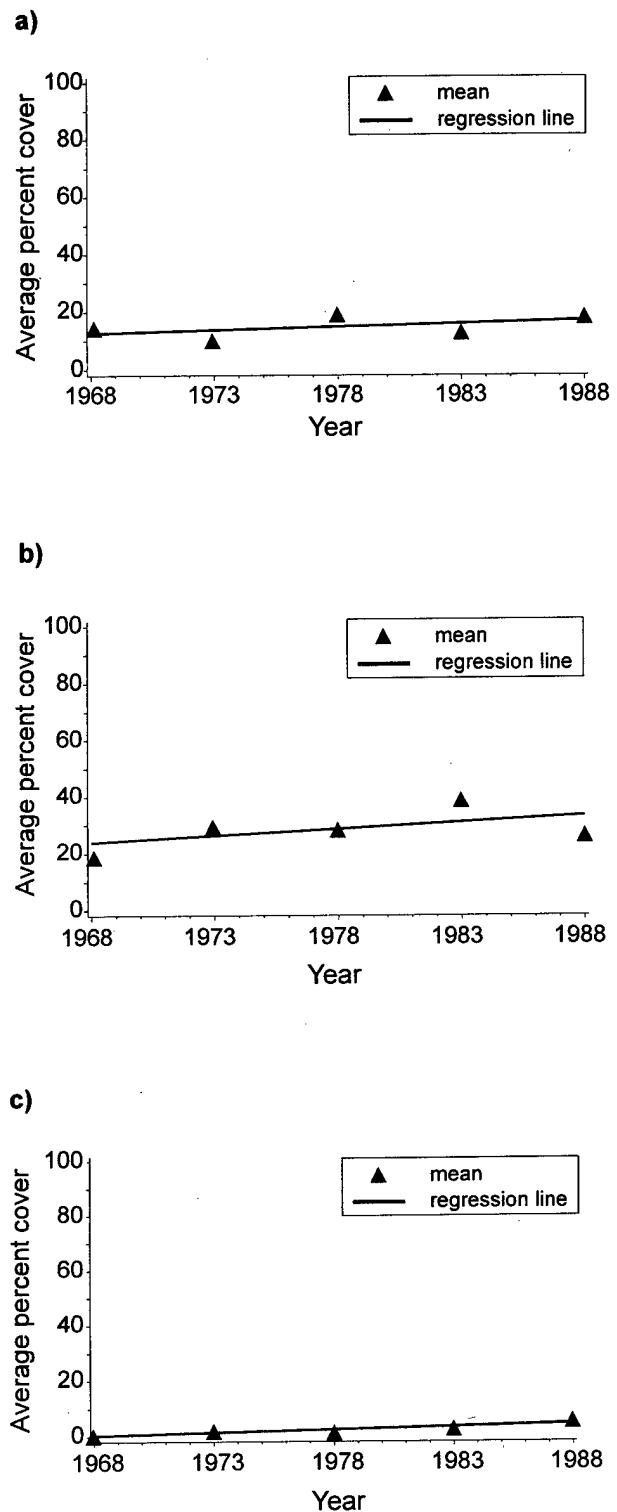 a)
Average percent cover
100
80
60
40
20
0
mean
regression line
1968 1973 1978 1983 1988
Year
b)
Average percent cover
100
80
60
40
20
0
mean
regression line
1968 1973 1978 1983 1988
Year
c)
Average percent cover
100
80
60
40
20
0
mean
regression line
1968 1973 1978 1983 1988
Year